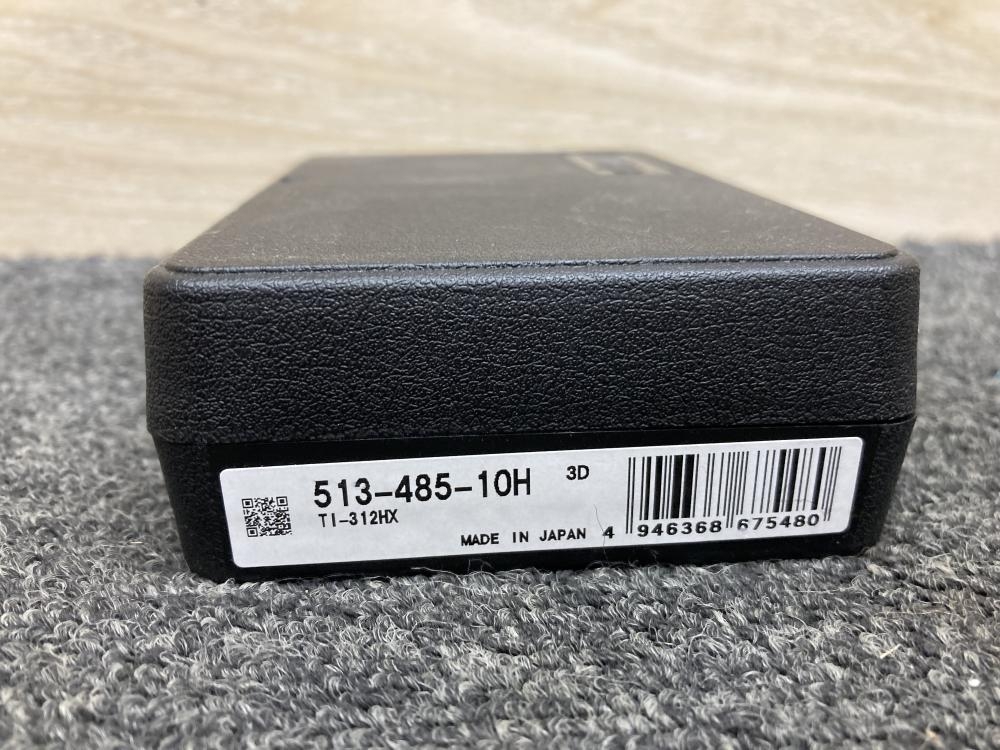 513-485-10H 3D
TI-312HX
MADE IN JAPAN 4 946368 675480